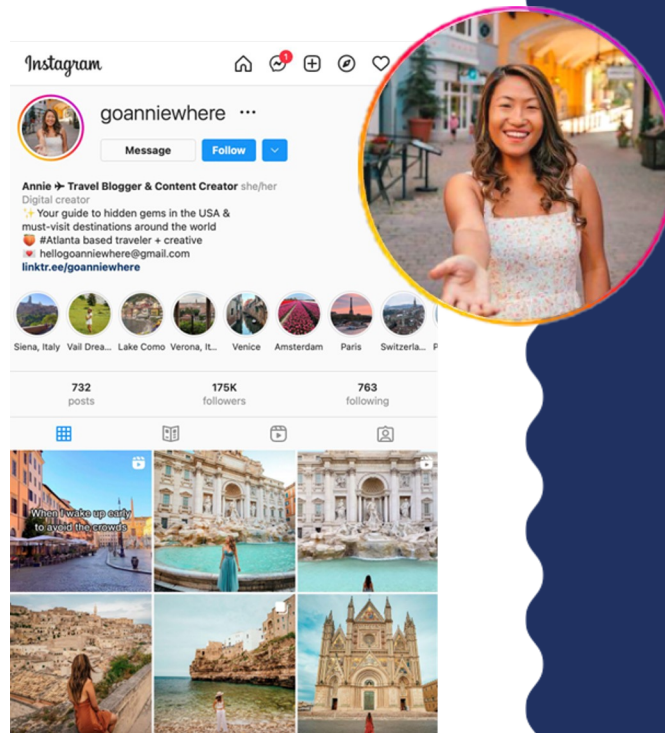 Instagram
1
goanniewhere ...
Message Follow
Annie ✈ Travel Blogger & Content Creator she/her
Digital creator
✨ Your guide to hidden gems in the USA &
must-visit destinations around the world
🍑 #Atlanta based traveler + creative
💌 hellogoanniewhere@gmail.com
linktr.ee/goanniewhere
Siena, Italy Vail Drea... Lake Como Verona, It... Venice Amsterdam Paris Switzerla... P
732 175K 763
posts followers following
When I wake up early
to avoid the crowds